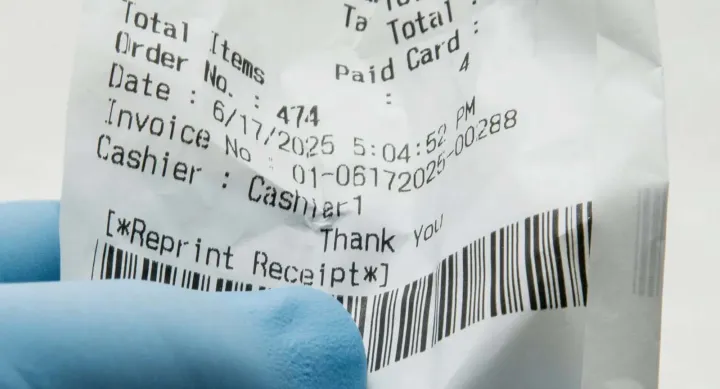 Total :
Paid Card :
Total Items : 4
Order No. : 474
Date : 6/17/2025 5:04:52 PM
Invoice No : 01-06172025-00288
Cashier : Cashier1
Thank You
[*Reprint Receipt*]